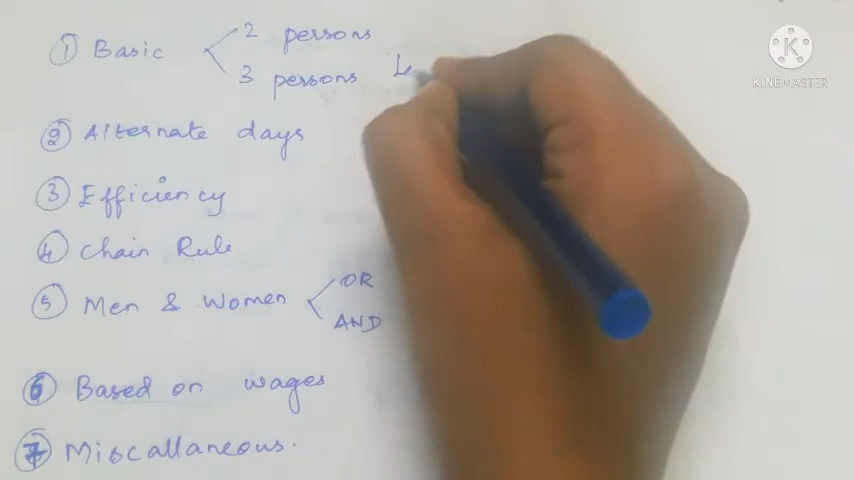 ① Basic < 2 persons
3 persons Le
② Alternate days
③ Efficiency
④ Chain Rule
⑤ Men & Women < OR
AND
⑥ Based on wages
⑦ Miscallaneous.
K
KINEMASTER